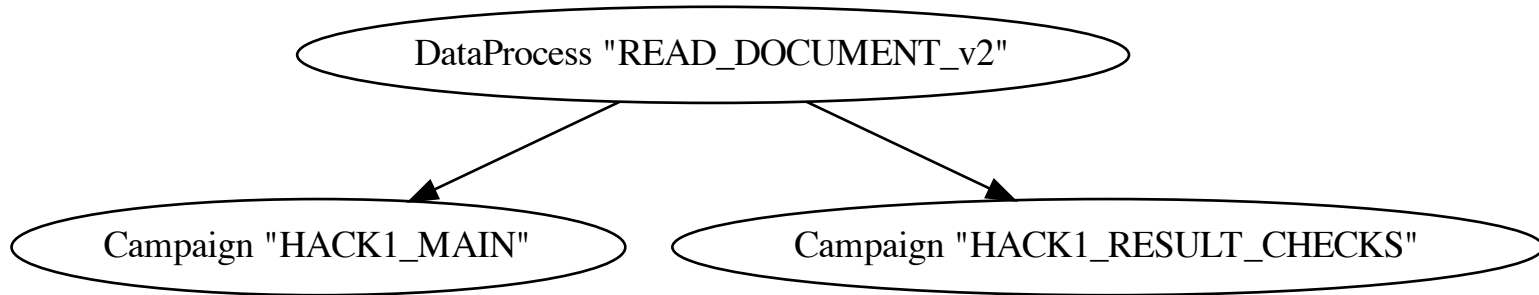 DataProcess "READ_DOCUMENT_v2"
Campaign "HACK1_MAIN"
Campaign "HACK1_RESULT_CHECKS"